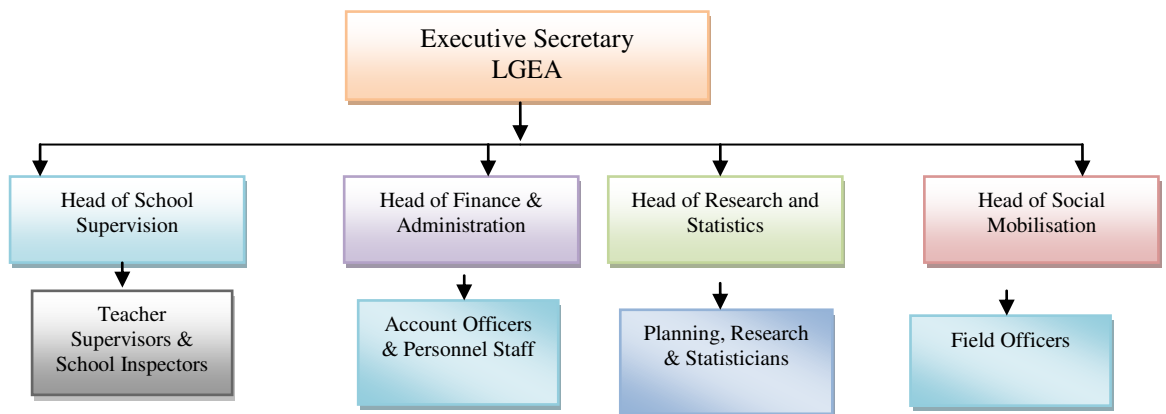 Executive Secretary
LGEA
Head of School
Supervision
Head of Finance &
Administration
Head of Research and
Statistics
Head of Social
Mobilisation
Teacher
Supervisors &
School Inspectors
Account Officers
& Personnel Staff
Planning, Research
& Statisticians
Field Officers